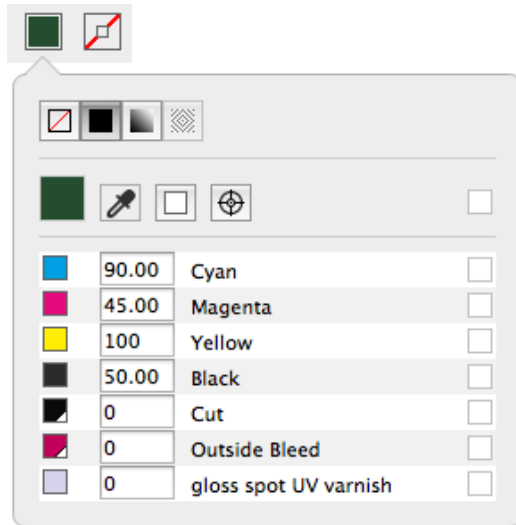 90.00 Cyan
45.00 Magenta
100 Yellow
50.00 Black
0 Cut
0 Outside Bleed
0 gloss spot UV varnish